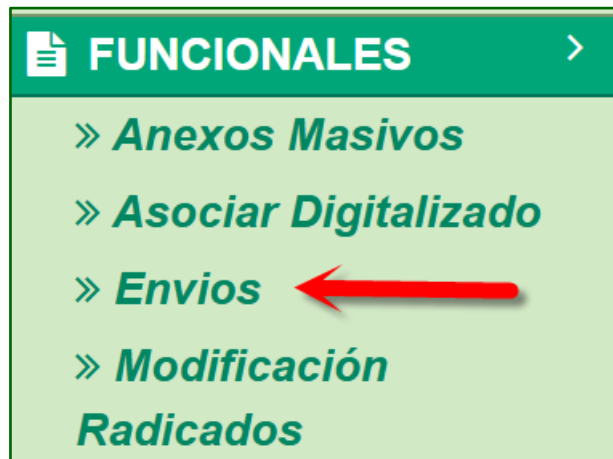 FUNCIONALES >
» Anexos Masivos
» Asociar Digitalizado
» Envios
» Modificación
Radicados